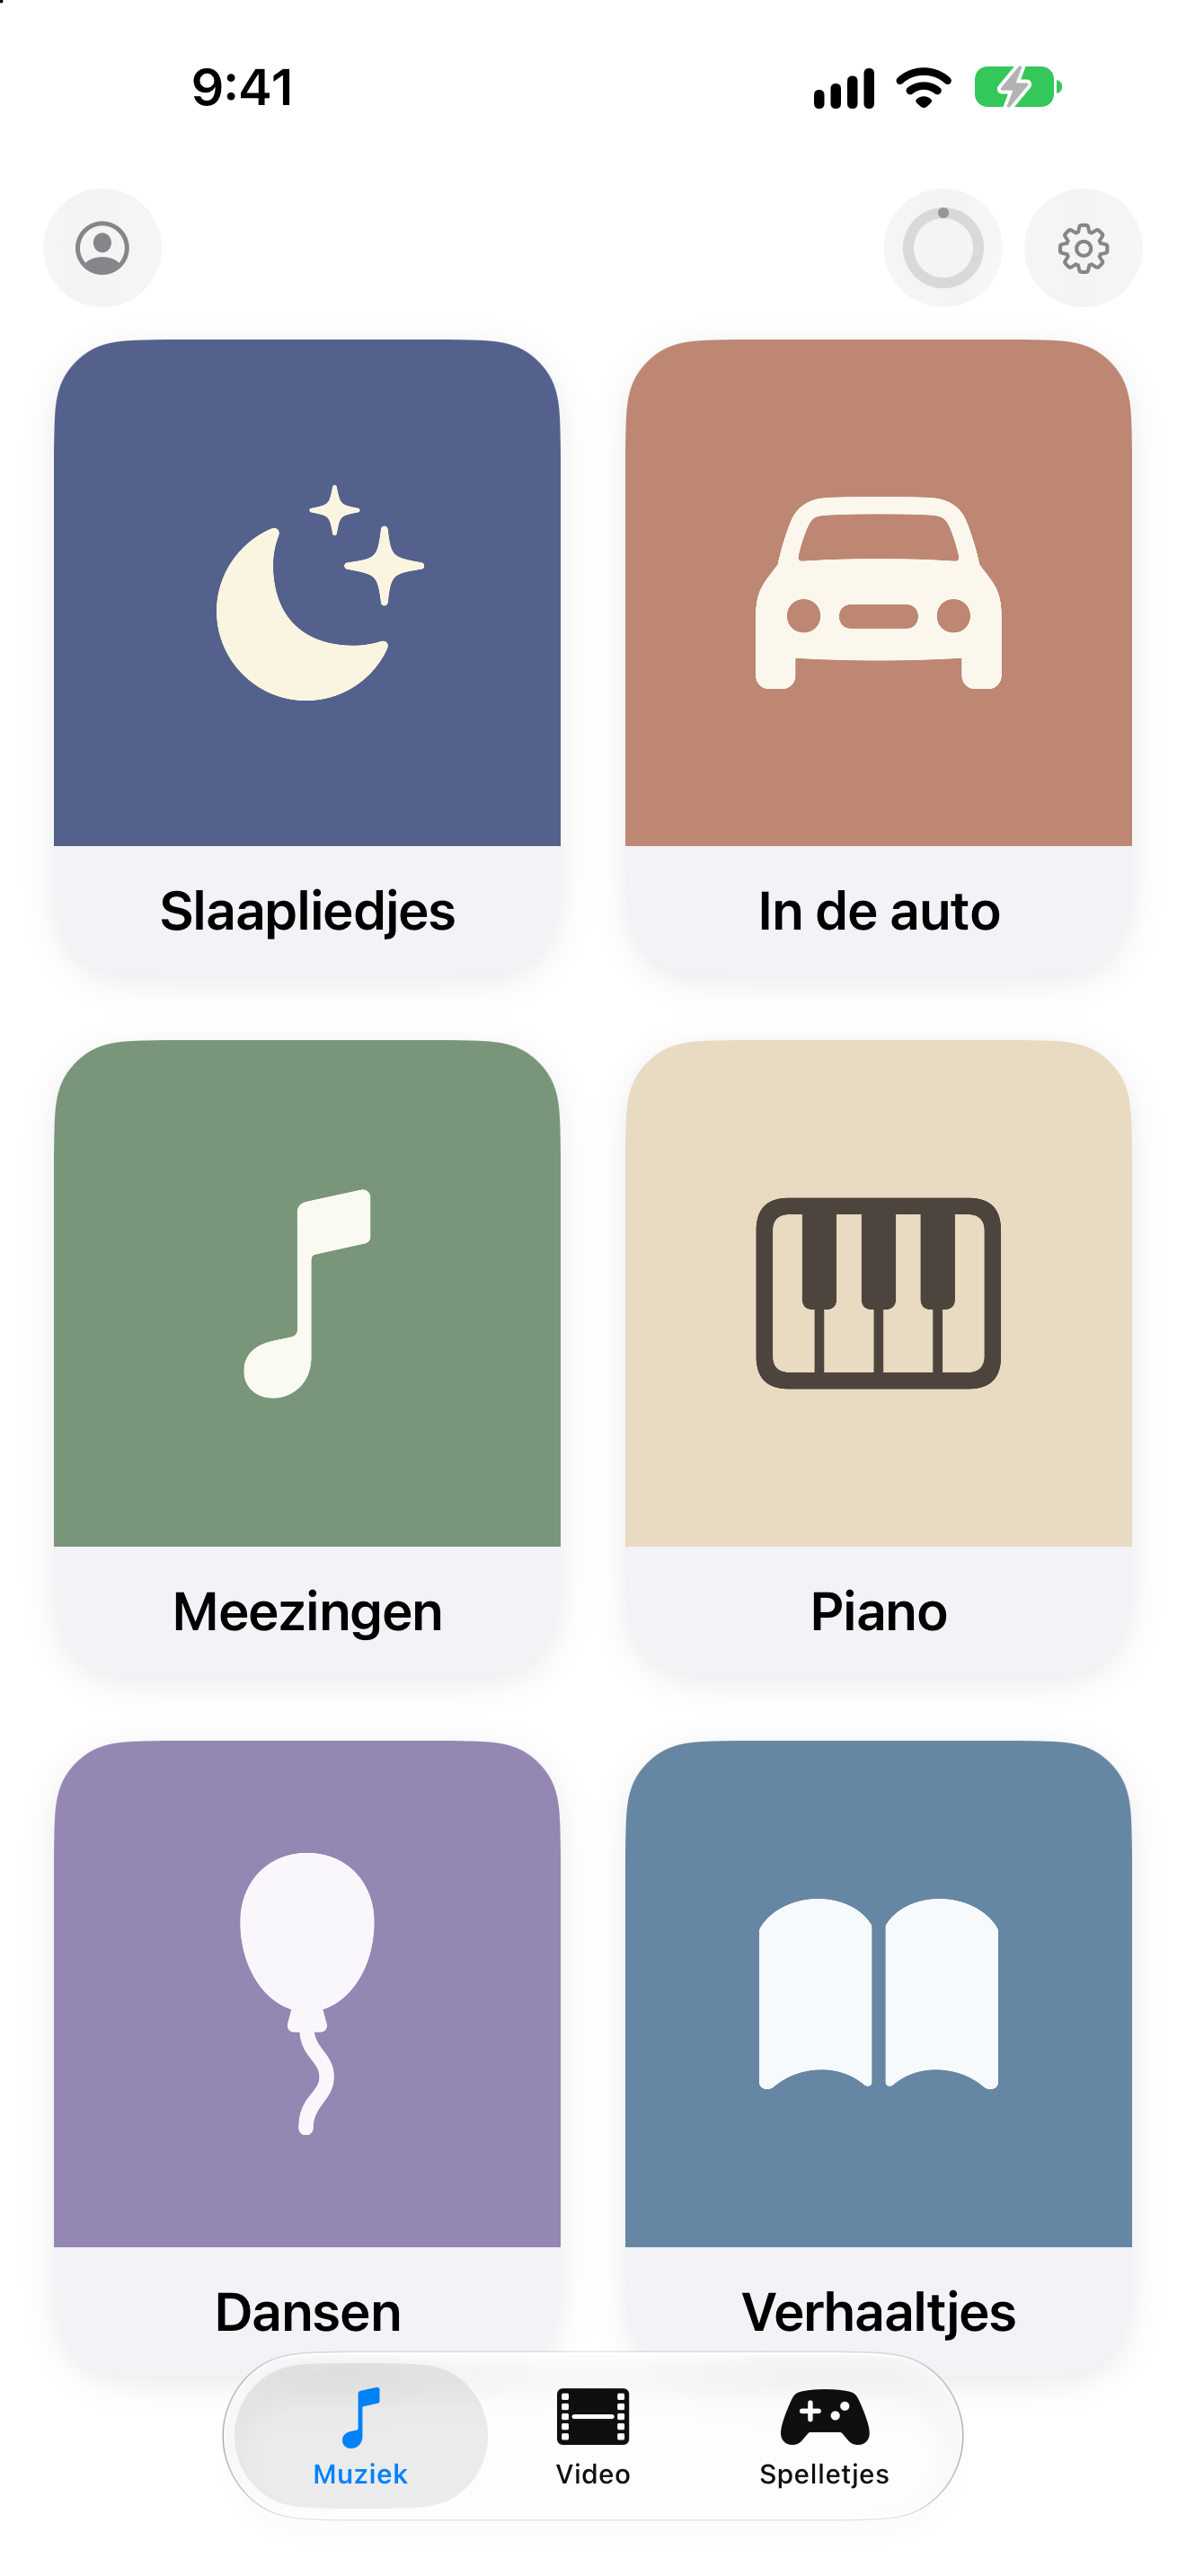 9:41
Slaapliedjes
In de auto
Meezingen
Piano
Dansen
Verhaaltjes
Muziek
Video
Spelletjes